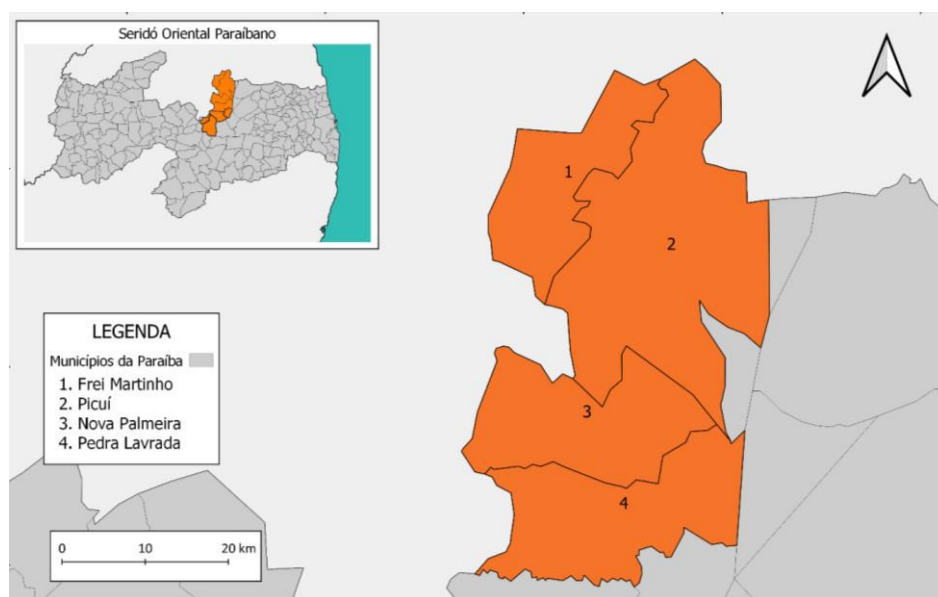 Seridó Oriental Paraíbano
1
2
3
4
LEGENDA
Municípios da Paraíba
1. Frei Martinho
2. Picuí
3. Nova Palmeira
4. Pedra Lavrada
0 10 20 km